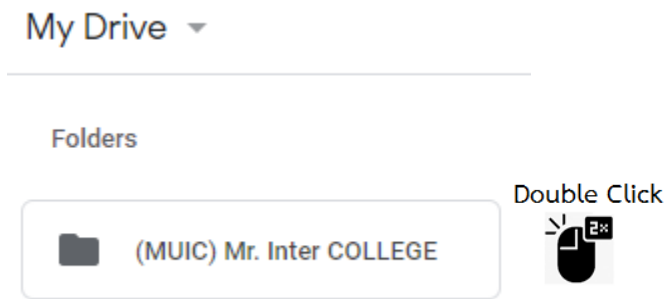 My Drive
Folders
Double Click
2x
(MUIC) Mr. Inter COLLEGE